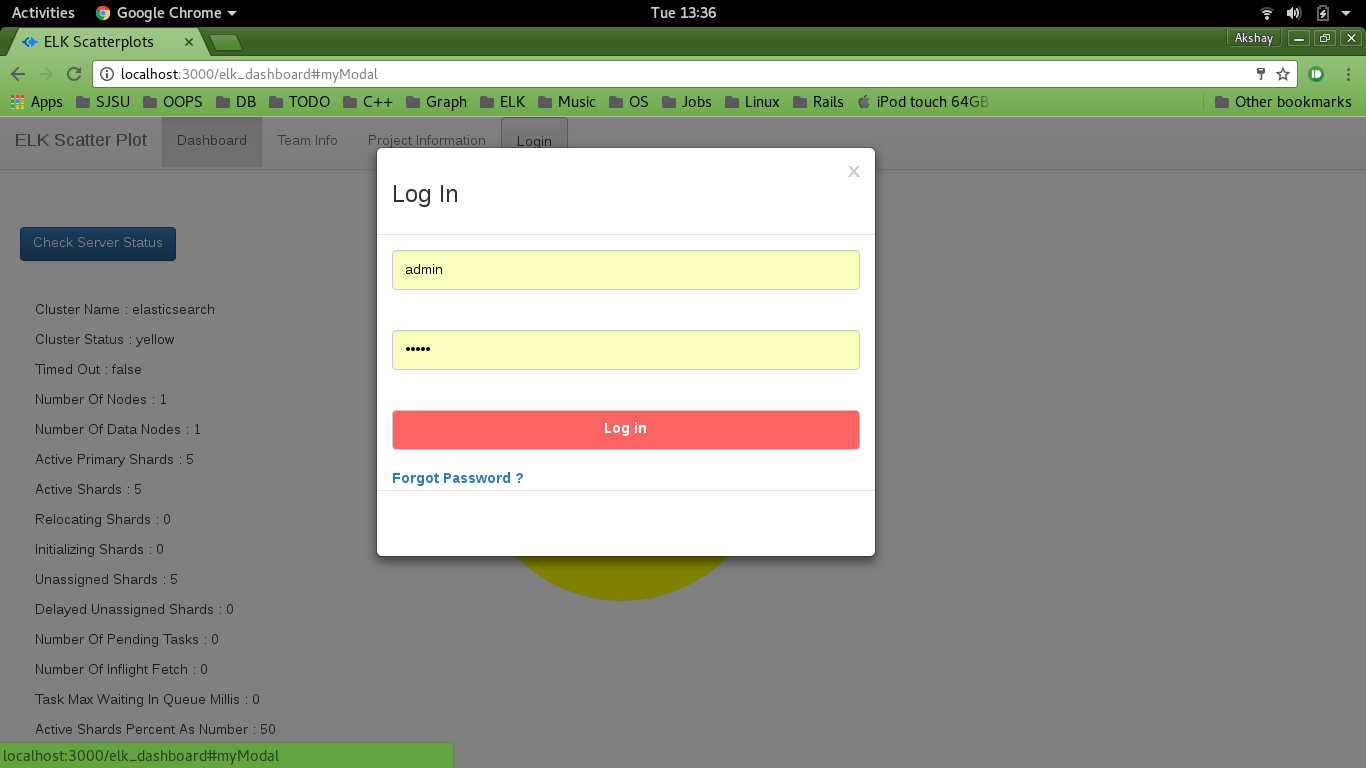 Activities Google Chrome Tue 13:36
ELK Scatterplots × Akshay
localhost:3000/elk_dashboard#myModal
Apps SJSU OOPS DB TODO C++ Graph ELK Music OS Jobs Linux Rails iPod touch 64GB Other bookmarks
ELK Scatter Plot Dashboard Team Info Project Information Login
x
Log In
Check Server Status
admin
•••••
Log in
Forgot Password ?
Cluster Name : elasticsearch
Cluster Status : yellow
Timed Out : false
Number Of Nodes : 1
Number Of Data Nodes : 1
Active Primary Shards : 5
Active Shards : 5
Relocating Shards : 0
Initializing Shards : 0
Unassigned Shards : 5
Delayed Unassigned Shards : 0
Number Of Pending Tasks : 0
Number Of Inflight Fetch : 0
Task Max Waiting In Queue Millis : 0
Active Shards Percent As Number : 50
localhost:3000/elk_dashboard#myModal